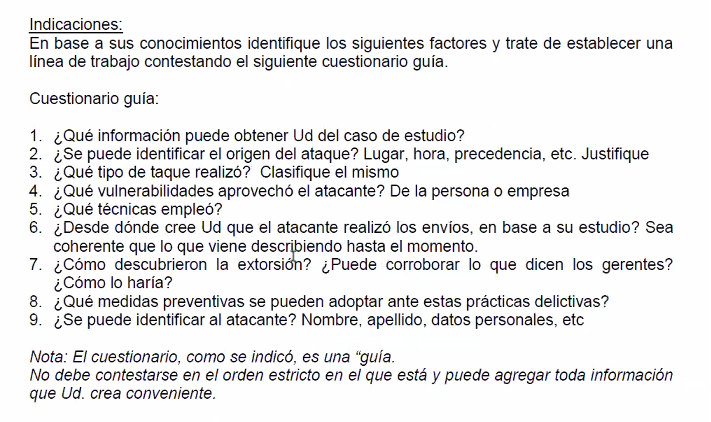 Indicaciones:
En base a sus conocimientos identifique los siguientes factores y trate de establecer una
línea de trabajo contestando el siguiente cuestionario guía.
Cuestionario guía:
1. ¿Qué información puede obtener Ud del caso de estudio?
2. ¿Se puede identificar el origen del ataque? Lugar, hora, precedencia, etc. Justifique
3. ¿Qué tipo de taque realizó? Clasifique el mismo
4. ¿Qué vulnerabilidades aprovechó el atacante? De la persona o empresa
5. ¿Qué técnicas empleó?
6. ¿Desde dónde cree Ud que el atacante realizó los envíos, en base a su estudio? Sea
coherente que lo que viene describiendo hasta el momento.
7. ¿Cómo descubrieron la extorsión? ¿Puede corroborar lo que dicen los gerentes?
¿Cómo lo haría?
8. ¿Qué medidas preventivas se pueden adoptar ante estas prácticas delictivas?
9. ¿Se puede identificar al atacante? Nombre, apellido, datos personales, etc
Nota: El cuestionario, como se indicó, es una “guía.
No debe contestarse en el orden estricto en el que está y puede agregar toda información
que Ud. crea conveniente.